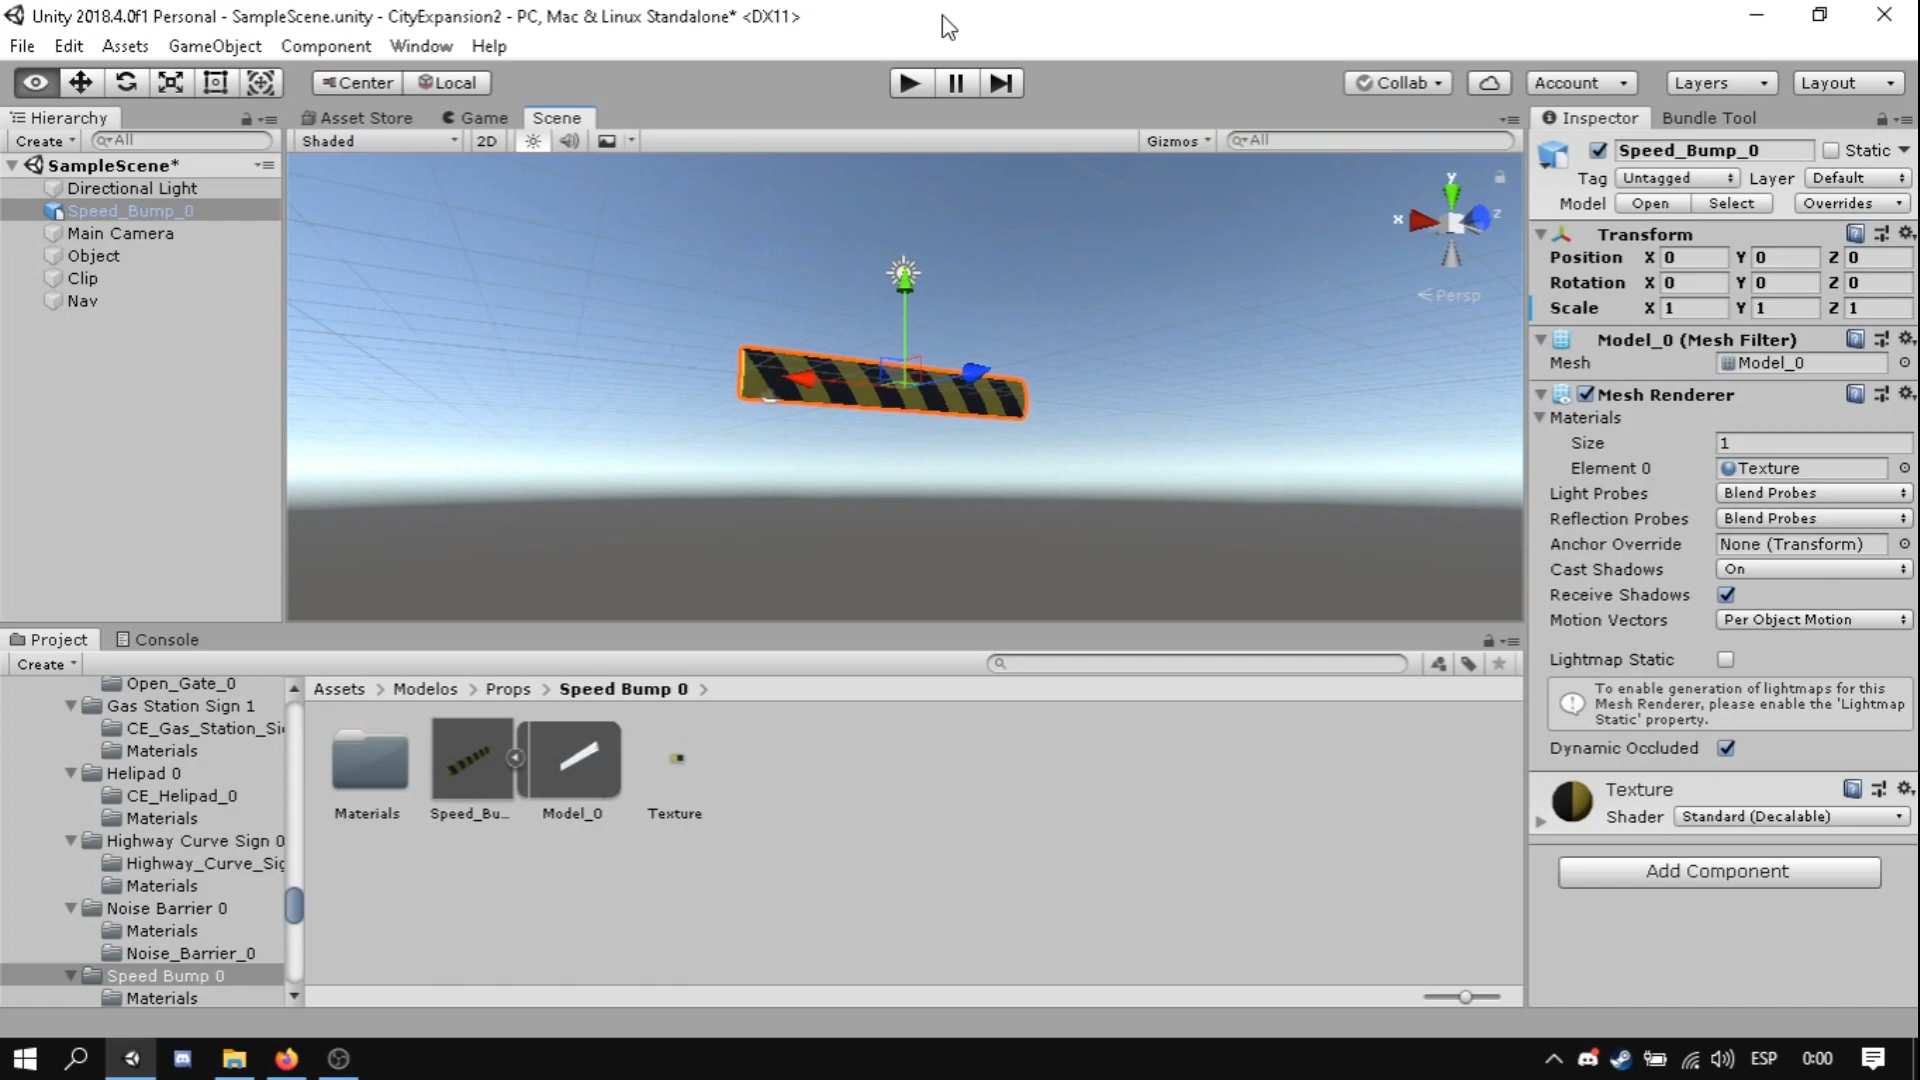 Unity 2018.4.0f1 Personal - SampleScene.unity - CityExpansion2 - PC, Mac & Linux Standalone* <DX11>
File Edit Assets GameObject Component Window Help
Center Local Collab Account Layers Layout
Hierarchy
Create All
SampleScene*
Directional Light
Speed_Bump_0
Main Camera
Object
Clip
Nav
Asset Store Game Scene
Shaded 2D Gizmos All
y
x z
Persp
Inspector Bundle Tool
Speed_Bump_0 Static
Tag Untagged Layer Default
Model Open Select Overrides
Transform
Position X 0 Y 0 Z 0
Rotation X 0 Y 0 Z 0
Scale X 1 Y 1 Z 1
Model_0 (Mesh Filter)
Mesh Model_0
Mesh Renderer
Materials
Size 1
Element 0 Texture
Light Probes Blend Probes
Reflection Probes Blend Probes
Anchor Override None (Transform)
Cast Shadows On
Receive Shadows
Motion Vectors Per Object Motion
Lightmap Static
To enable generation of lightmaps for this
Mesh Renderer, please enable the 'Lightmap
Static' property.
Dynamic Occluded
Texture
Shader Standard (Decalable)
Add Component
Project Console
Create
Open_Gate_0
Gas Station Sign 1
CE_Gas_Station_Si
Materials
Helipad 0
CE_Helipad_0
Materials
Highway Curve Sign 0
Highway_Curve_Sig
Materials
Noise Barrier 0
Materials
Noise_Barrier_0
Speed Bump 0
Materials
Assets > Modelos > Props > Speed Bump 0 >
Materials Speed_Bu... Model_0 Texture
ESP 0:00